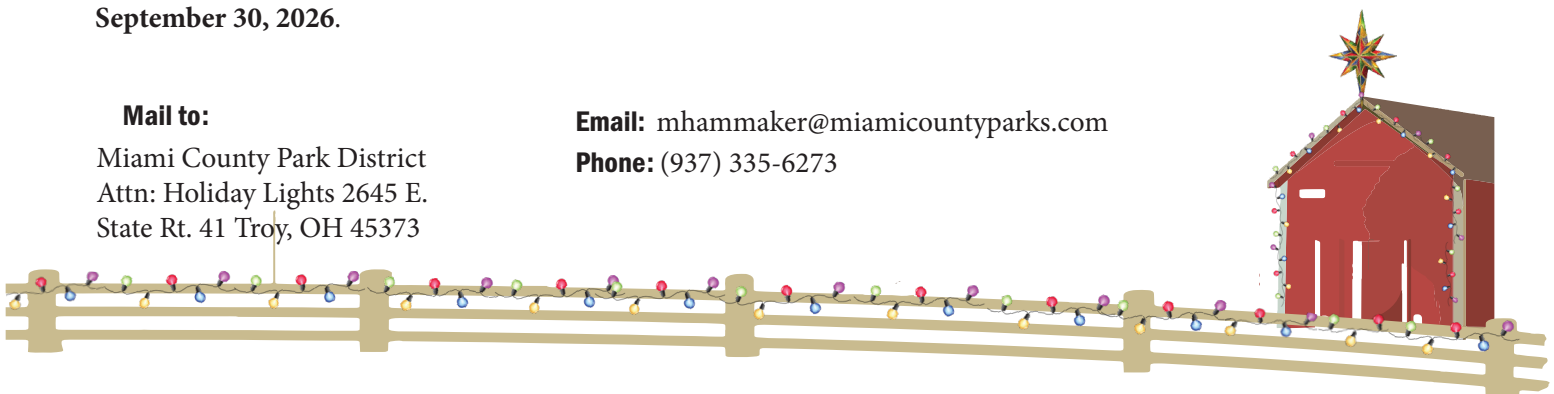 September 30, 2026.
Mail to:
Miami County Park District
Attn: Holiday Lights 2645 E.
State Rt. 41 Troy, OH 45373
Email: mhammaker@miamicountyparks.com
Phone: (937) 335-6273